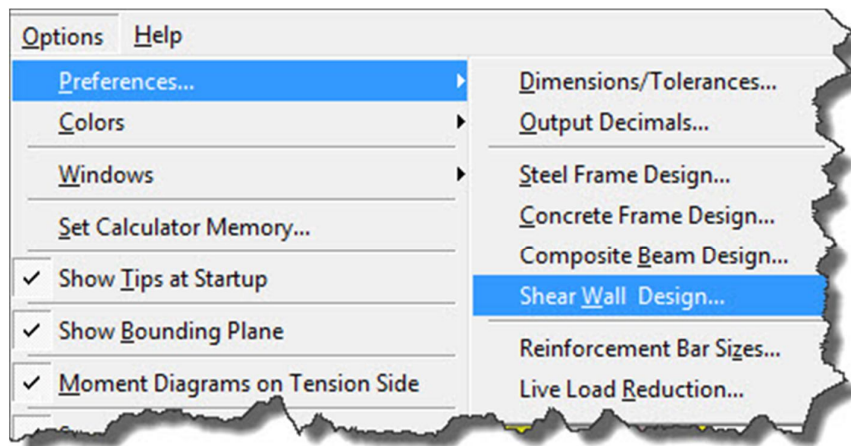 Options Help
Preferences...
Colors
Windows
Set Calculator Memory...
Show Tips at Startup
Show Bounding Plane
Moment Diagrams on Tension Side
Dimensions/Tolerances...
Output Decimals...
Steel Frame Design...
Concrete Frame Design...
Composite Beam Design...
Shear Wall Design...
Reinforcement Bar Sizes...
Live Load Reduction...